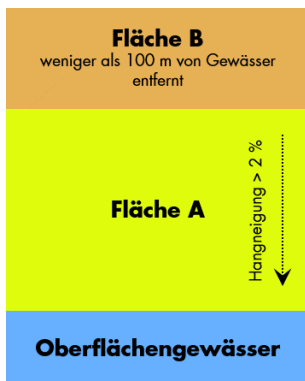 Fläche B
weniger als 100 m von Gewässer
entfernt
Fläche A
Hangneigung > 2 %
Oberflächengewässer